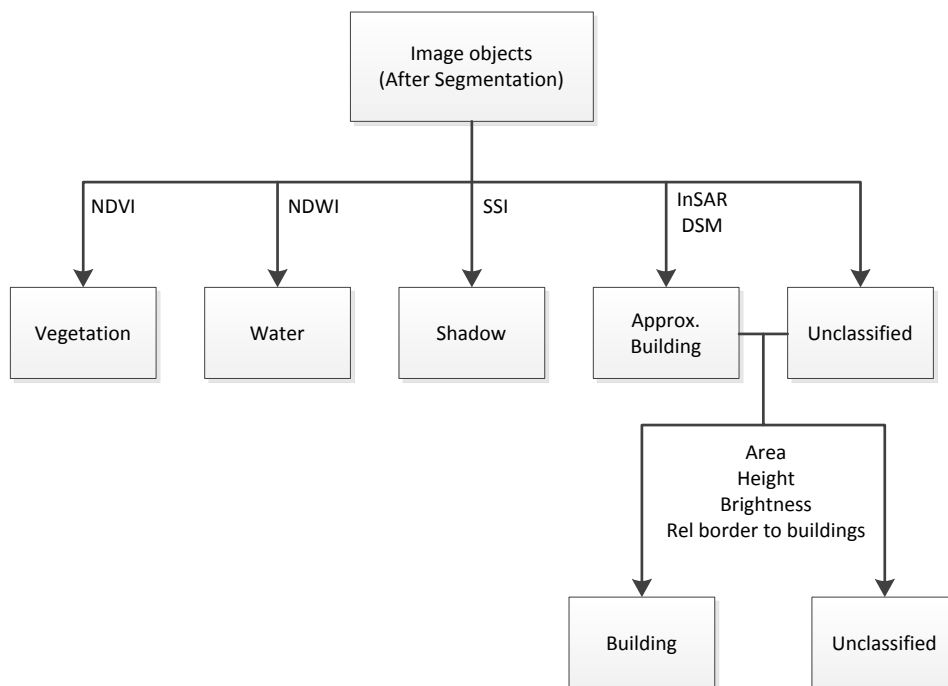 Image objects
(After Segmentation)
NDVI
NDWI
SSI
InSAR
DSM
Vegetation
Water
Shadow
Approx.
Building
Unclassified
Area
Height
Brightness
Rel border to buildings
Building
Unclassified